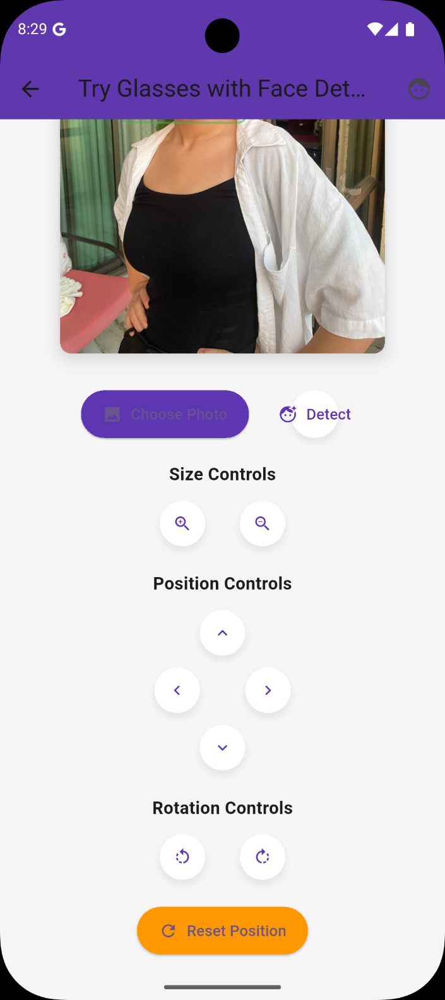 8:29
Try Glasses with Face Det...
Choose Photo
Detect
Size Controls
Position Controls
Rotation Controls
Reset Position